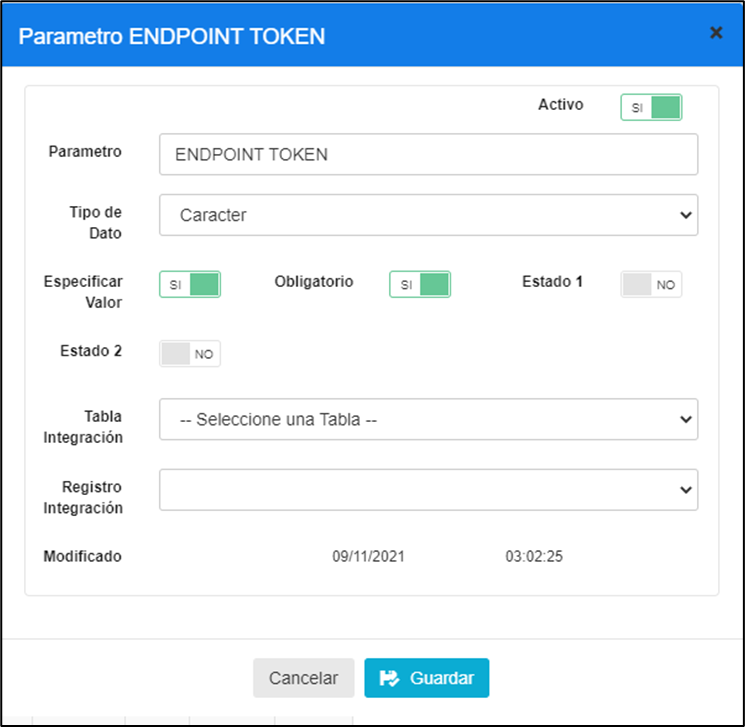 Parametro ENDPOINT TOKEN ×
Activo SI
Parametro ENDPOINT TOKEN
Tipo de
Dato
Caracter
Especificar
Valor
SI Obligatorio SI Estado 1 NO
Estado 2 NO
Tabla
Integración
-- Seleccione una Tabla --
Registro
Integración
Modificado 09/11/2021 03:02:25
Cancelar Guardar